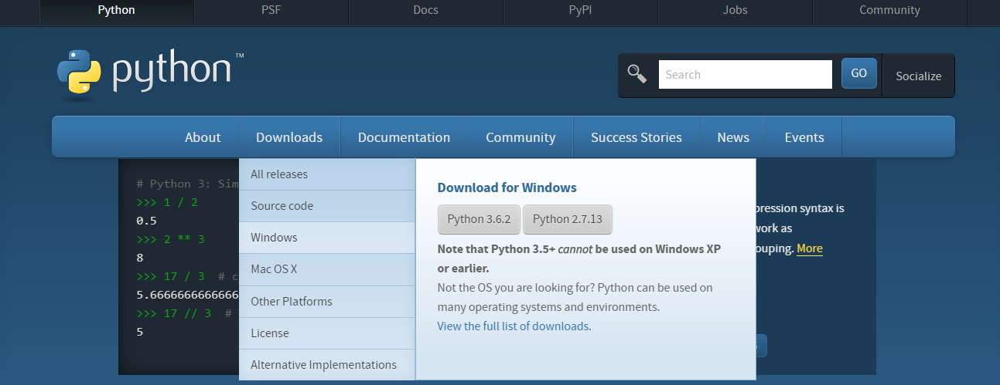 Python
PSF
Docs
PyPI
Jobs
Community
python™
Search
GO
Socialize
About
Downloads
Documentation
Community
Success Stories
News
Events
# Python 3: Sim
>>> 1 / 2
0.5
>>> 2 ** 3
8
>>> 17 / 3 # c
5.6666666666666
>>> 17 // 3 #
5
All releases
Source code
Windows
Mac OS X
Other Platforms
License
Alternative Implementations
Download for Windows
Python 3.6.2
Python 2.7.13
Note that Python 3.5+ cannot be used on Windows XP
or earlier.
Not the OS you are looking for? Python can be used on
many operating systems and environments.
View the full list of downloads.
pression syntax is
work as
ouping. More